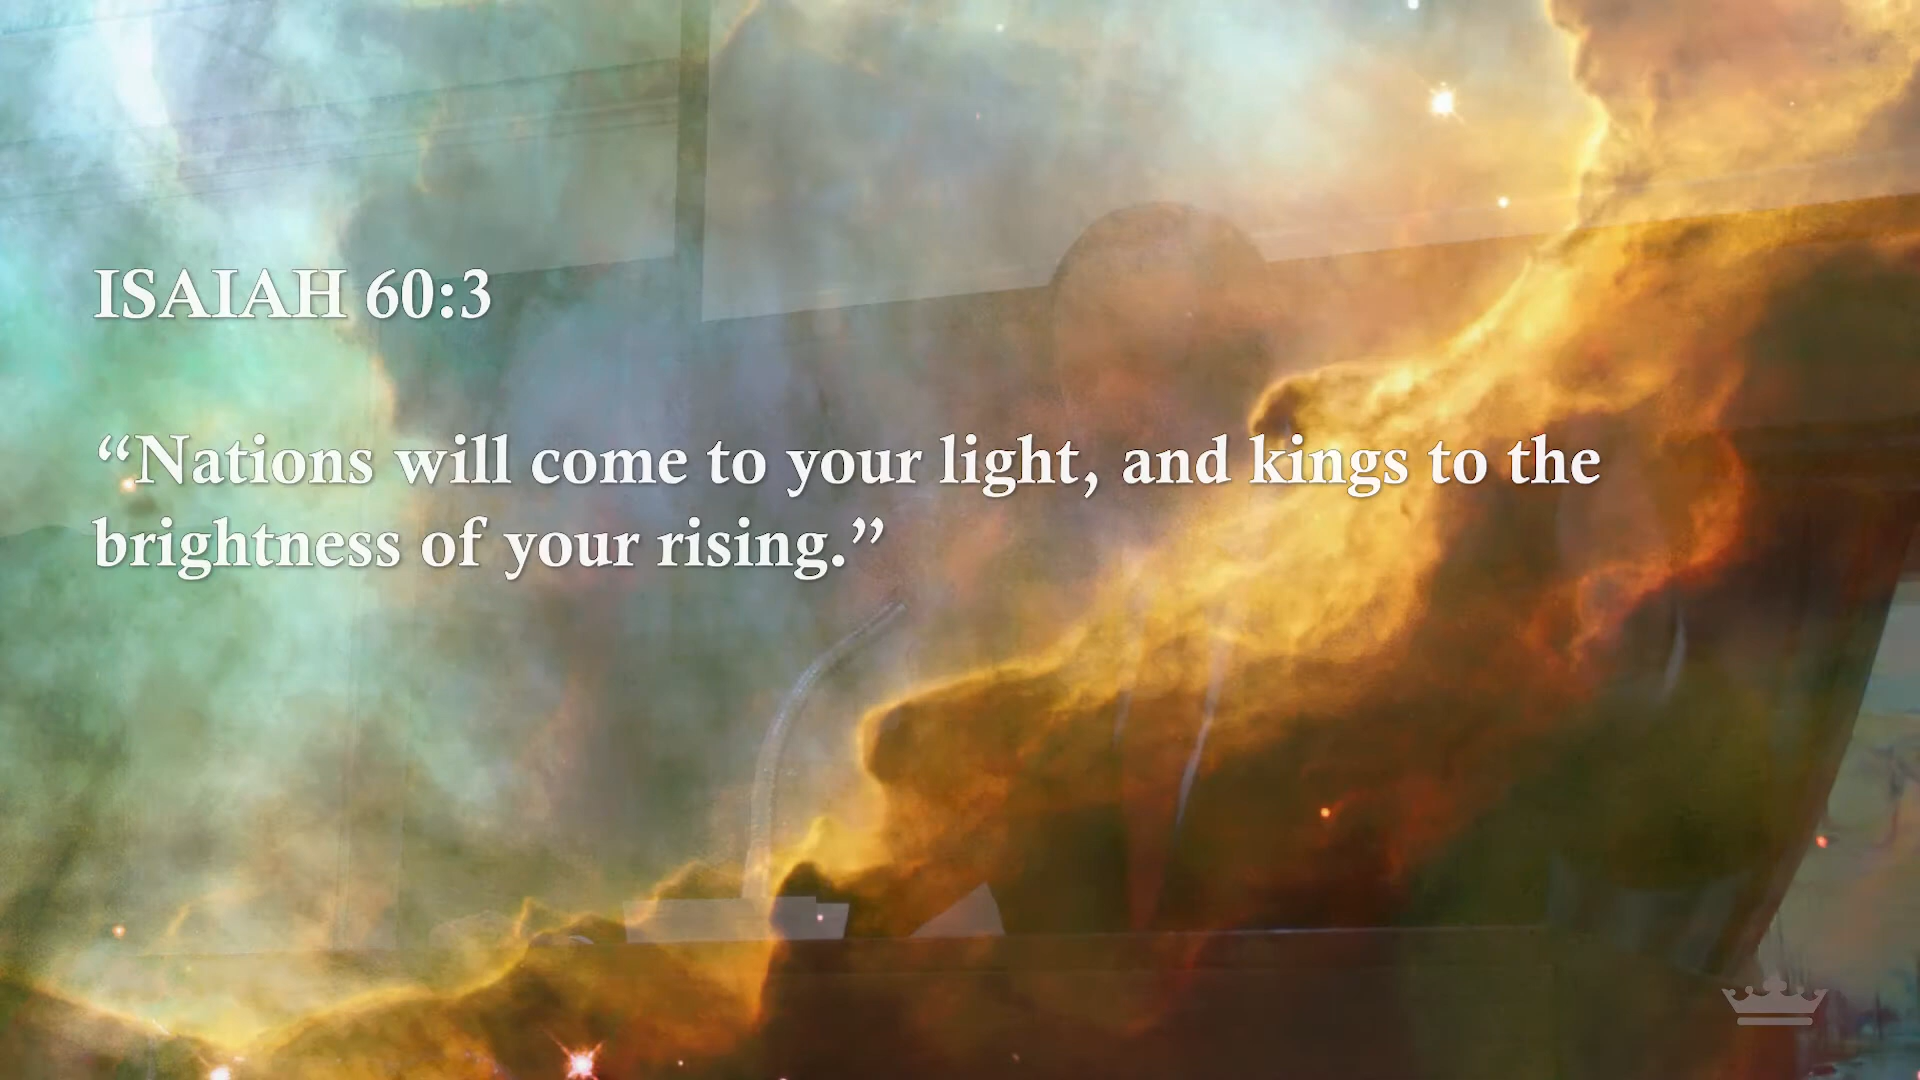 ISAIAH 60:3
“Nations will come to your light, and kings to the
brightness of your rising.”